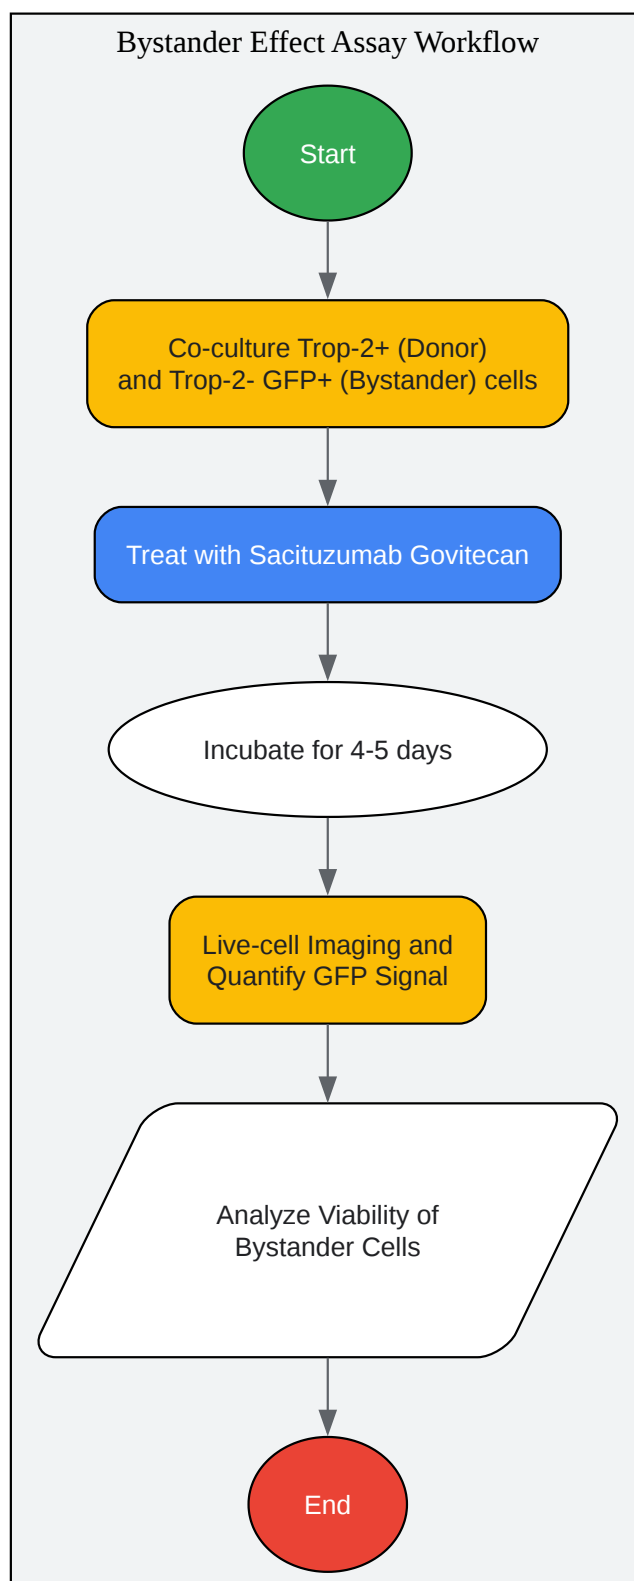 Bystander Effect Assay Workflow
Start
Co-culture Trop-2+ (Donor)
and Trop-2- GFP+ (Bystander) cells
Treat with Sacituzumab Govitecan
Incubate for 4-5 days
Live-cell Imaging and
Quantify GFP Signal
Analyze Viability of
Bystander Cells
End